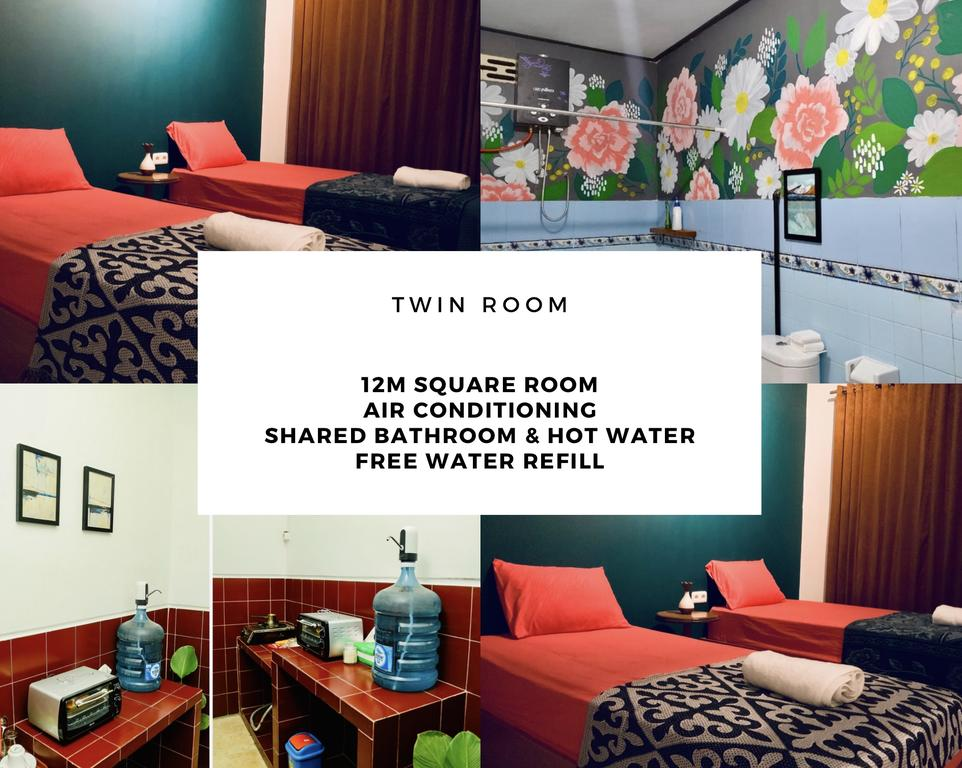 TWIN ROOM
12M SQUARE ROOM
AIR CONDITIONING
SHARED BATHROOM & HOT WATER
FREE WATER REFILL